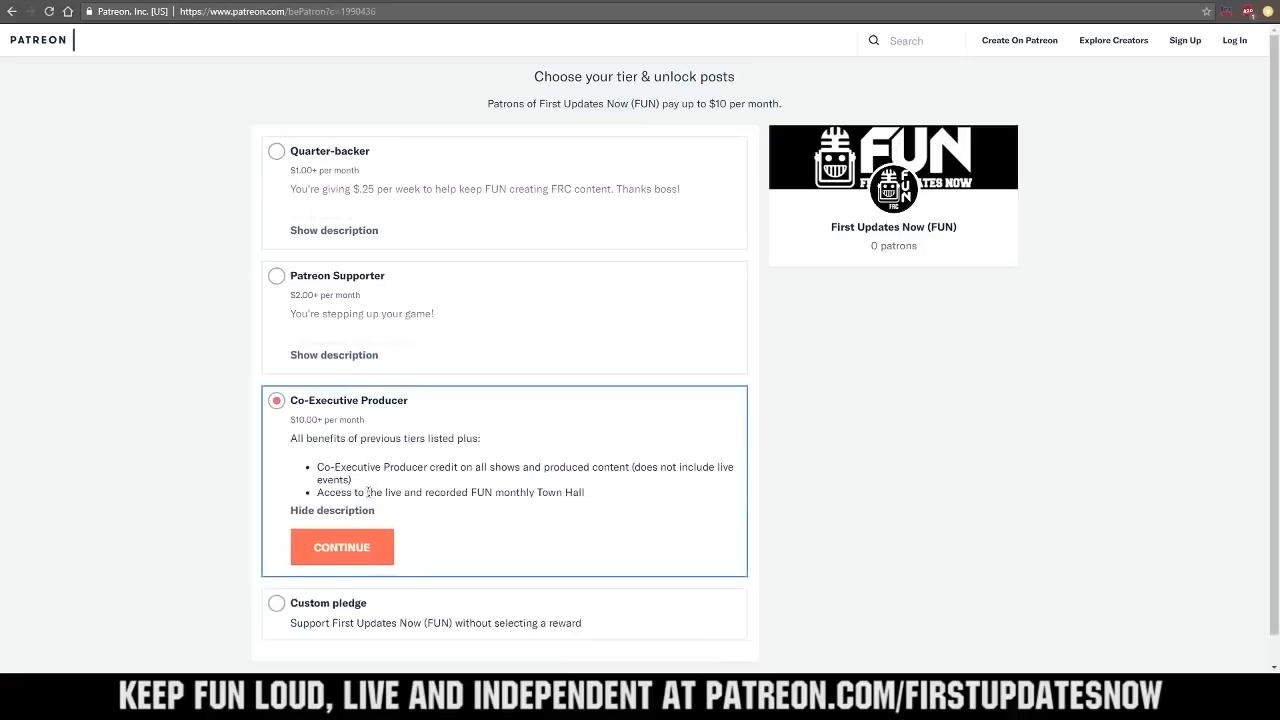 Patreon, Inc. [US] | https://www.patreon.com/bePatron?c=1990436
PATREON
Search
Create On Patreon
Explore Creators
Sign Up
Log In
Choose your tier & unlock posts
Patrons of First Updates Now (FUN) pay up to $10 per month.
Quarter-backer
$1.00+ per month
You're giving $.25 per week to help keep FUN creating FRC content. Thanks boss!
Show description
Patreon Supporter
$2.00+ per month
You're stepping up your game!
Show description
Co-Executive Producer
$10.00+ per month
All benefits of previous tiers listed plus:
• Co-Executive Producer credit on all shows and produced content (does not include live
events)
• Access to the live and recorded FUN monthly Town Hall
Hide description
CONTINUE
Custom pledge
Support First Updates Now (FUN) without selecting a reward
FUN
FUN
FRC
First Updates Now (FUN)
0 patrons
KEEP FUN LOUD, LIVE AND INDEPENDENT AT PATREON.COM/FIRSTUPDATESNOW